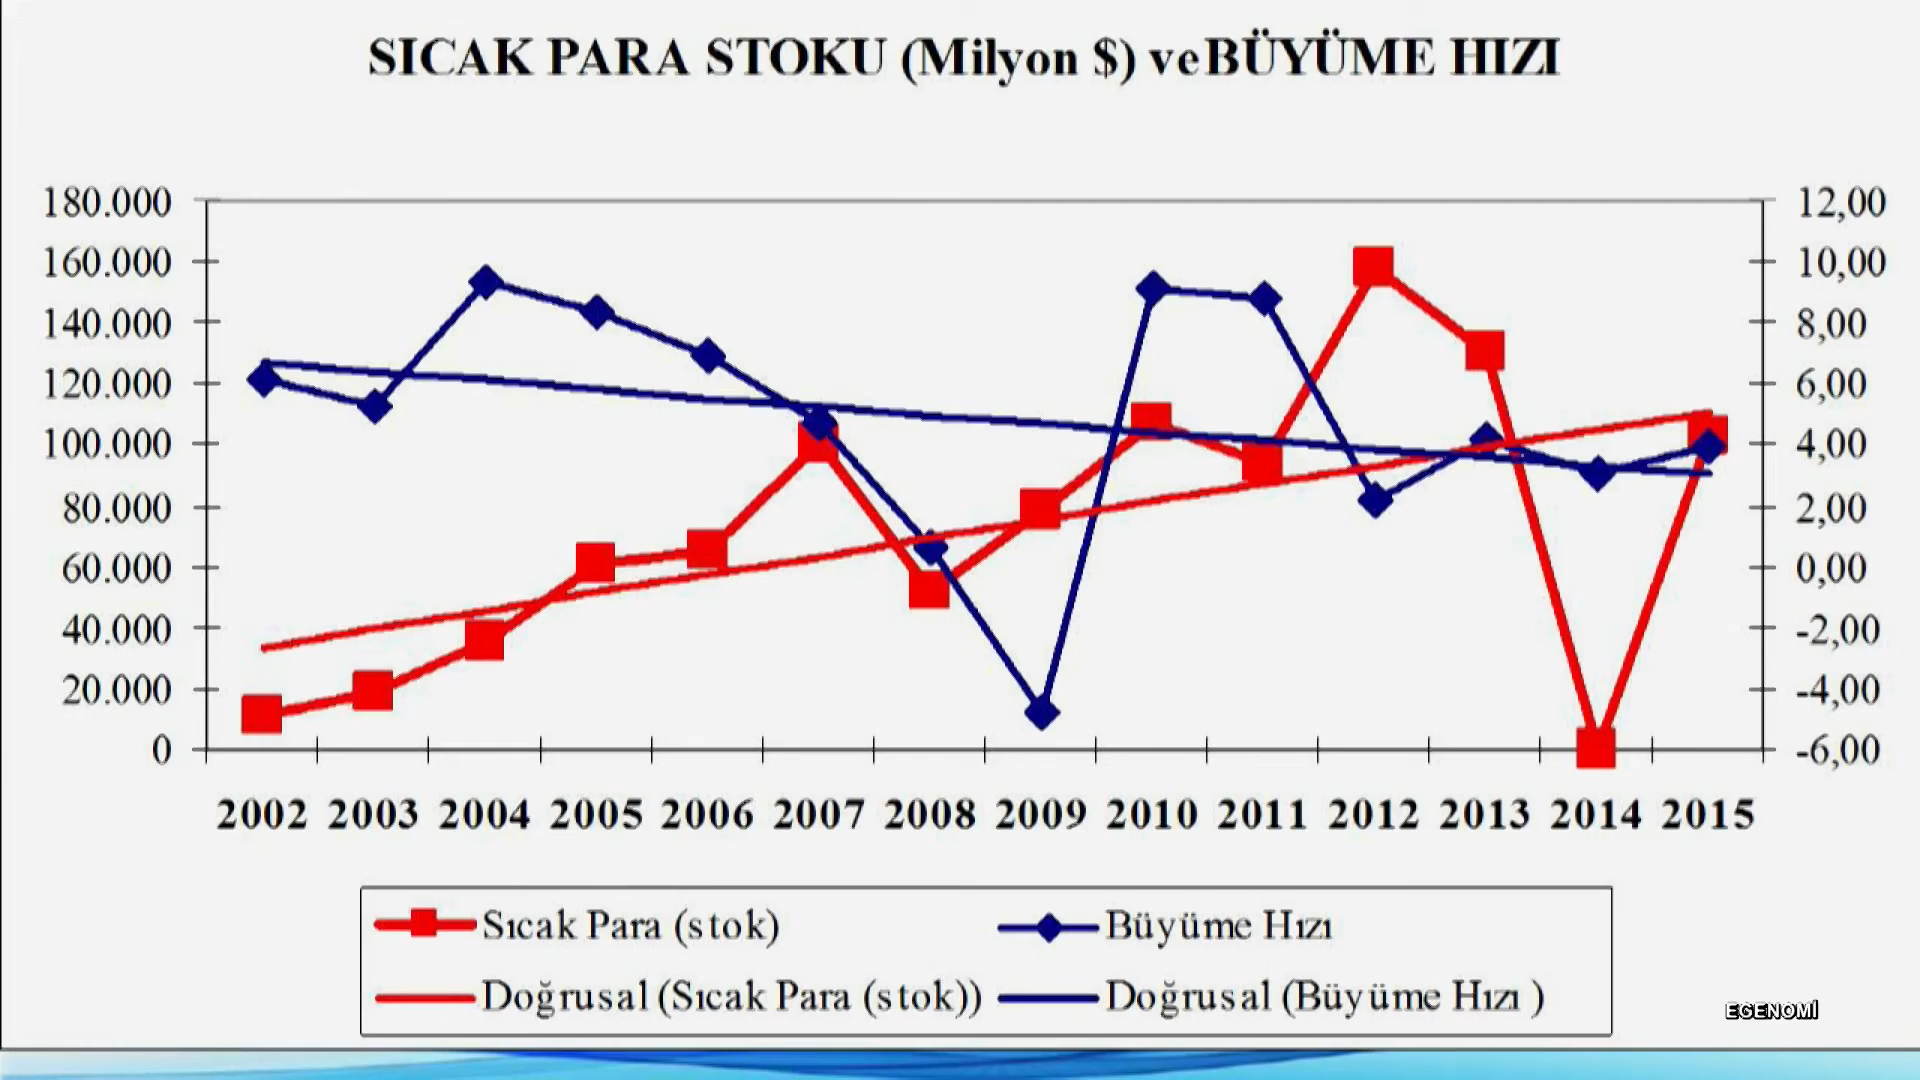 SICAK PARA STOKU (Milyon $) ve BÜYÜME HIZI
180.000 12,00
160.000 10,00
140.000 8,00
120.000 6,00
100.000 4,00
80.000 2,00
60.000 0,00
40.000 -2,00
20.000 -4,00
0 -6,00
2002 2003 2004 2005 2006 2007 2008 2009 2010 2011 2012 2013 2014 2015
Sıcak Para (stok) Büyüme Hızı
Doğrusal (Sıcak Para (stok)) Doğrusal (Büyüme Hızı )
EGENOMİ